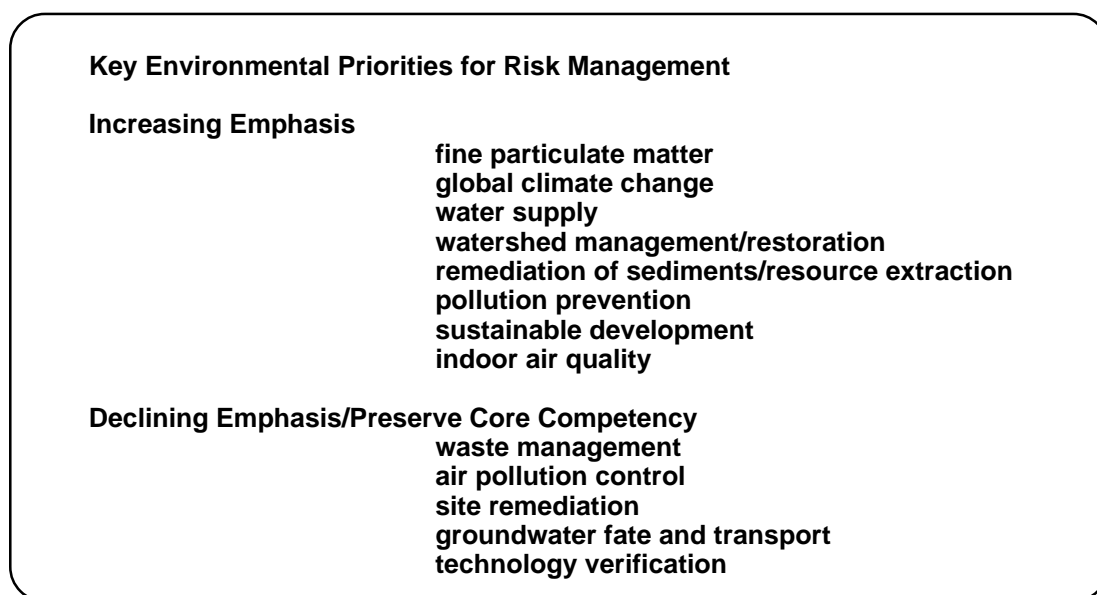 Key Environmental Priorities for Risk Management
Increasing Emphasis
fine particulate matter
global climate change
water supply
watershed management/restoration
remediation of sediments/resource extraction
pollution prevention
sustainable development
indoor air quality
Declining Emphasis/Preserve Core Competency
waste management
air pollution control
site remediation
groundwater fate and transport
technology verification